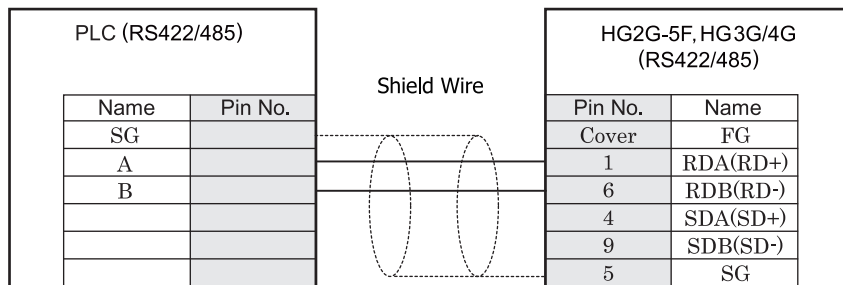 PLC (RS422/485)
HG2G-5F, HG3G/4G
(RS422/485)
Shield Wire
Name Pin No.
SG
A
B
Pin No. Name
Cover FG
1 RDA(RD+)
6 RDB(RD-)
4 SDA(SD+)
9 SDB(SD-)
5 SG